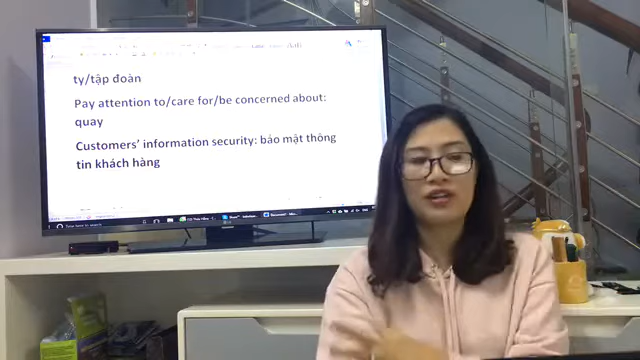 ty/tập đoàn
Pay attention to/care for/be concerned about:
quay
Customers' information security: bảo mật thông
tin khách hàng